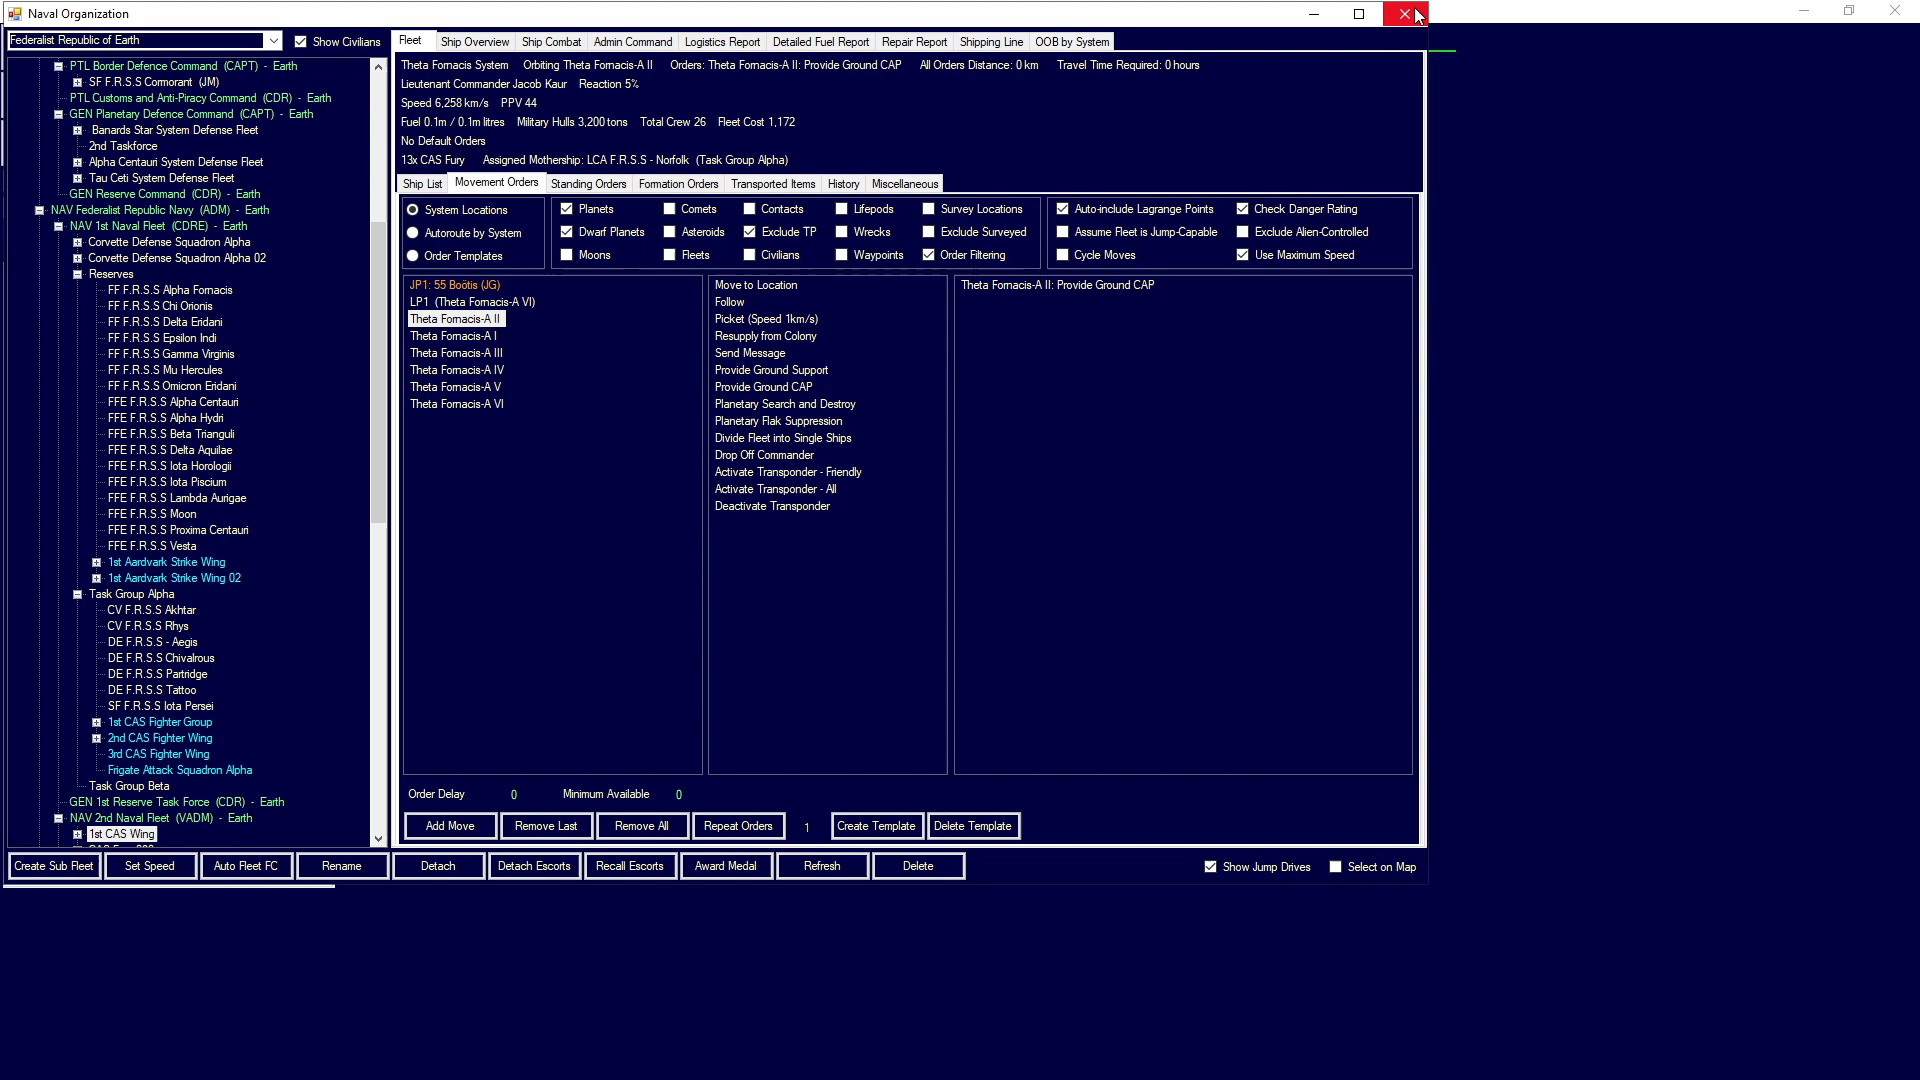 Naval Organization
Federalist Republic of Earth
Show Civilians
PTL Border Defence Command (CAPT) - Earth
SF F.R.S.S Cormorant (JM)
PTL Customs and Anti-Piracy Command (CDR) - Earth
GEN Planetary Defence Command (CAPT) - Earth
Banards Star System Defense Fleet
2nd Taskforce
Alpha Centauri System Defense Fleet
Tau Ceti System Defense Fleet
GEN Reserve Command (CDR) - Earth
NAV Federalist Republic Navy (ADM) - Earth
NAV 1st Naval Fleet (CDRE) - Earth
Corvette Defense Squadron Alpha
Corvette Defense Squadron Alpha 02
Reserves
FF F.R.S.S Alpha Fornacis
FF F.R.S.S Chi Orionis
FF F.R.S.S Delta Eridani
FF F.R.S.S Epsilon Indi
FF F.R.S.S Gamma Virginis
FF F.R.S.S Mu Hercules
FF F.R.S.S Omicron Eridani
FFE F.R.S.S Alpha Centauri
FFE F.R.S.S Alpha Hydri
FFE F.R.S.S Beta Trianguli
FFE F.R.S.S Delta Aquilae
FFE F.R.S.S Iota Horologii
FFE F.R.S.S Iota Piscium
FFE F.R.S.S Lambda Aurigae
FFE F.R.S.S Moon
FFE F.R.S.S Proxima Centauri
FFE F.R.S.S Vesta
1st Aardvark Strike Wing
1st Aardvark Strike Wing 02
Task Group Alpha
CV F.R.S.S Akhtar
CV F.R.S.S Rhys
DE F.R.S.S - Aegis
DE F.R.S.S Chivalrous
DE F.R.S.S Partridge
DE F.R.S.S Tattoo
SF F.R.S.S Iota Persei
1st CAS Fighter Group
2nd CAS Fighter Wing
3rd CAS Fighter Wing
Frigate Attack Squadron Alpha
Task Group Beta
GEN 1st Reserve Task Force (CDR) - Earth
NAV 2nd Naval Fleet (VADM) - Earth
1st CAS Wing
Fleet Ship Overview Ship Combat Admin Command Logistics Report Detailed Fuel Report Repair Report Shipping Line OOB by System
Theta Fornacis System Orbiting Theta Fornacis-A II Orders: Theta Fornacis-A II: Provide Ground CAP All Orders Distance: 0 km Travel Time Required: 0 hours
Lieutenant Commander Jacob Kaur Reaction 5%
Speed 6,258 km/s PPV 44
Fuel 0.1m / 0.1m litres Military Hulls 3,200 tons Total Crew 26 Fleet Cost 1,172
No Default Orders
13x CAS Fury Assigned Mothership: LCA F.R.S.S - Norfolk (Task Group Alpha)
Ship List Movement Orders Standing Orders Formation Orders Transported Items History Miscellaneous
System Locations Planets Comets Contacts Lifepods Survey Locations Auto-include Lagrange Points Check Danger Rating
Autoroute by System Dwarf Planets Asteroids Exclude TP Wrecks Exclude Surveyed Assume Fleet is Jump-Capable Exclude Alien-Controlled
Order Templates Moons Fleets Civilians Waypoints Order Filtering Cycle Moves Use Maximum Speed
JP1: 55 Boötis (JG)
LP1 (Theta Fornacis-A VI)
Theta Fornacis-A II
Theta Fornacis-A I
Theta Fornacis-A III
Theta Fornacis-A IV
Theta Fornacis-A V
Theta Fornacis-A VI
Move to Location
Follow
Picket (Speed 1km/s)
Resupply from Colony
Send Message
Provide Ground Support
Provide Ground CAP
Planetary Search and Destroy
Planetary Flak Suppression
Divide Fleet into Single Ships
Drop Off Commander
Activate Transponder - Friendly
Activate Transponder - All
Deactivate Transponder
Theta Fornacis-A II: Provide Ground CAP
Order Delay 0 Minimum Available 0
Add Move Remove Last Remove All Repeat Orders 1 Create Template Delete Template
Create Sub Fleet Set Speed Auto Fleet FC Rename Detach Detach Escorts Recall Escorts Award Medal Refresh Delete Show Jump Drives Select on Map